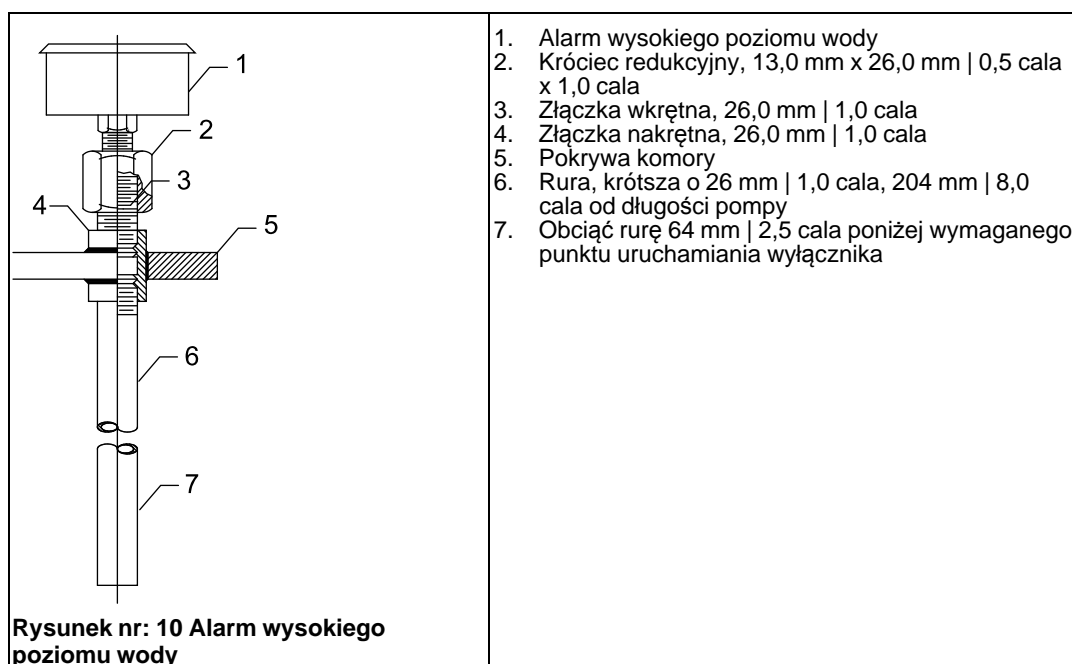 1
2
3
4
5
6
7
Rysunek nr: 10 Alarm wysokiego
poziomu wody
1. Alarm wysokiego poziomu wody
2. Króciec redukcyjny, 13,0 mm x 26,0 mm | 0,5 cala
x 1,0 cala
3. Złączka wkrętna, 26,0 mm | 1,0 cala
4. Złączka nakrętna, 26,0 mm | 1,0 cala
5. Pokrywa komory
6. Rura, krótsza o 26 mm | 1,0 cala, 204 mm | 8,0
cala od długości pompy
7. Obciąć rurę 64 mm | 2,5 cala poniżej wymaganego
punktu uruchamiania wyłącznika